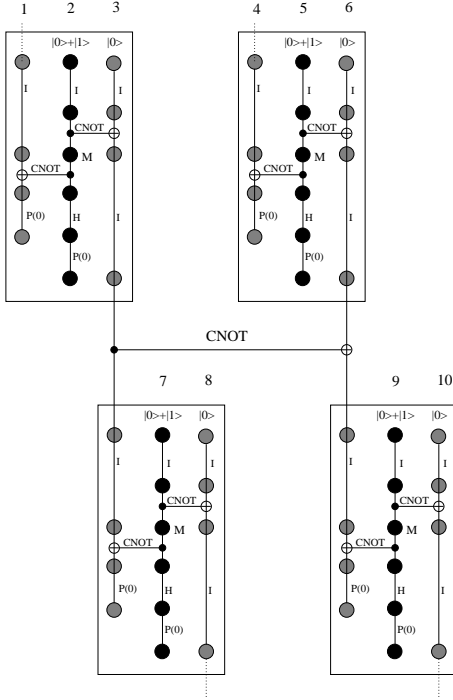 1 2 3 4 5 6
|0>+|1> |0> |0>+|1> |0>
I I I I
CNOT CNOT
M M
CNOT CNOT
P(0) H I P(0) H I
P(0) P(0)
CNOT
7 8 9 10
|0>+|1> |0> |0>+|1> |0>
I I I I I I
CNOT CNOT
M M
CNOT CNOT
P(0) H I P(0) H I
P(0) P(0)